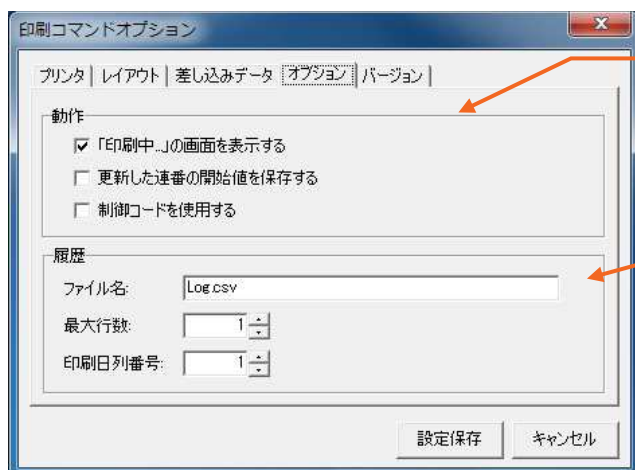 印刷コマンドオプション
プリンタ レイアウト 差し込みデータ オプション バージョン
動作
「印刷中...」の画面を表示する
更新した連番の開始値を保存する
制御コードを使用する
履歴
ファイル名: Log.csv
最大行数: 1
印刷日列番号: 1
設定保存 キャンセル